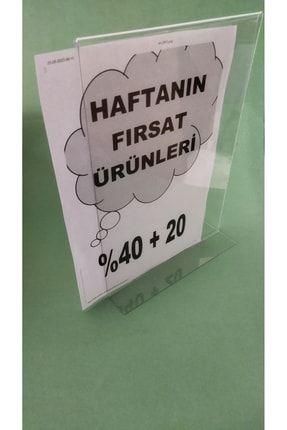 HAFTANIN
FIRSAT
ÜRÜNLERİ
%40 + 20